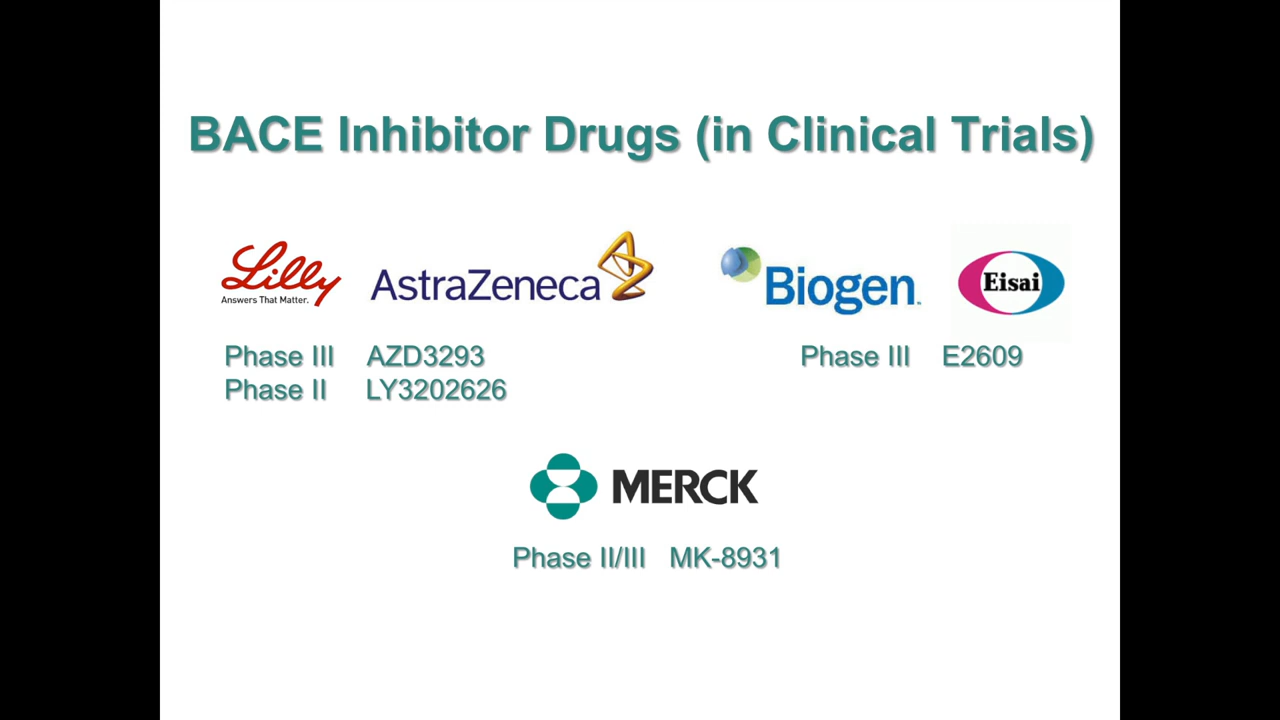 BACE Inhibitor Drugs (in Clinical Trials)
Lilly
Answers That Matter.
AstraZeneca
Biogen
Eisai
Phase III AZD3293
Phase II LY3202626
Phase III E2609
MERCK
Phase II/III MK-8931